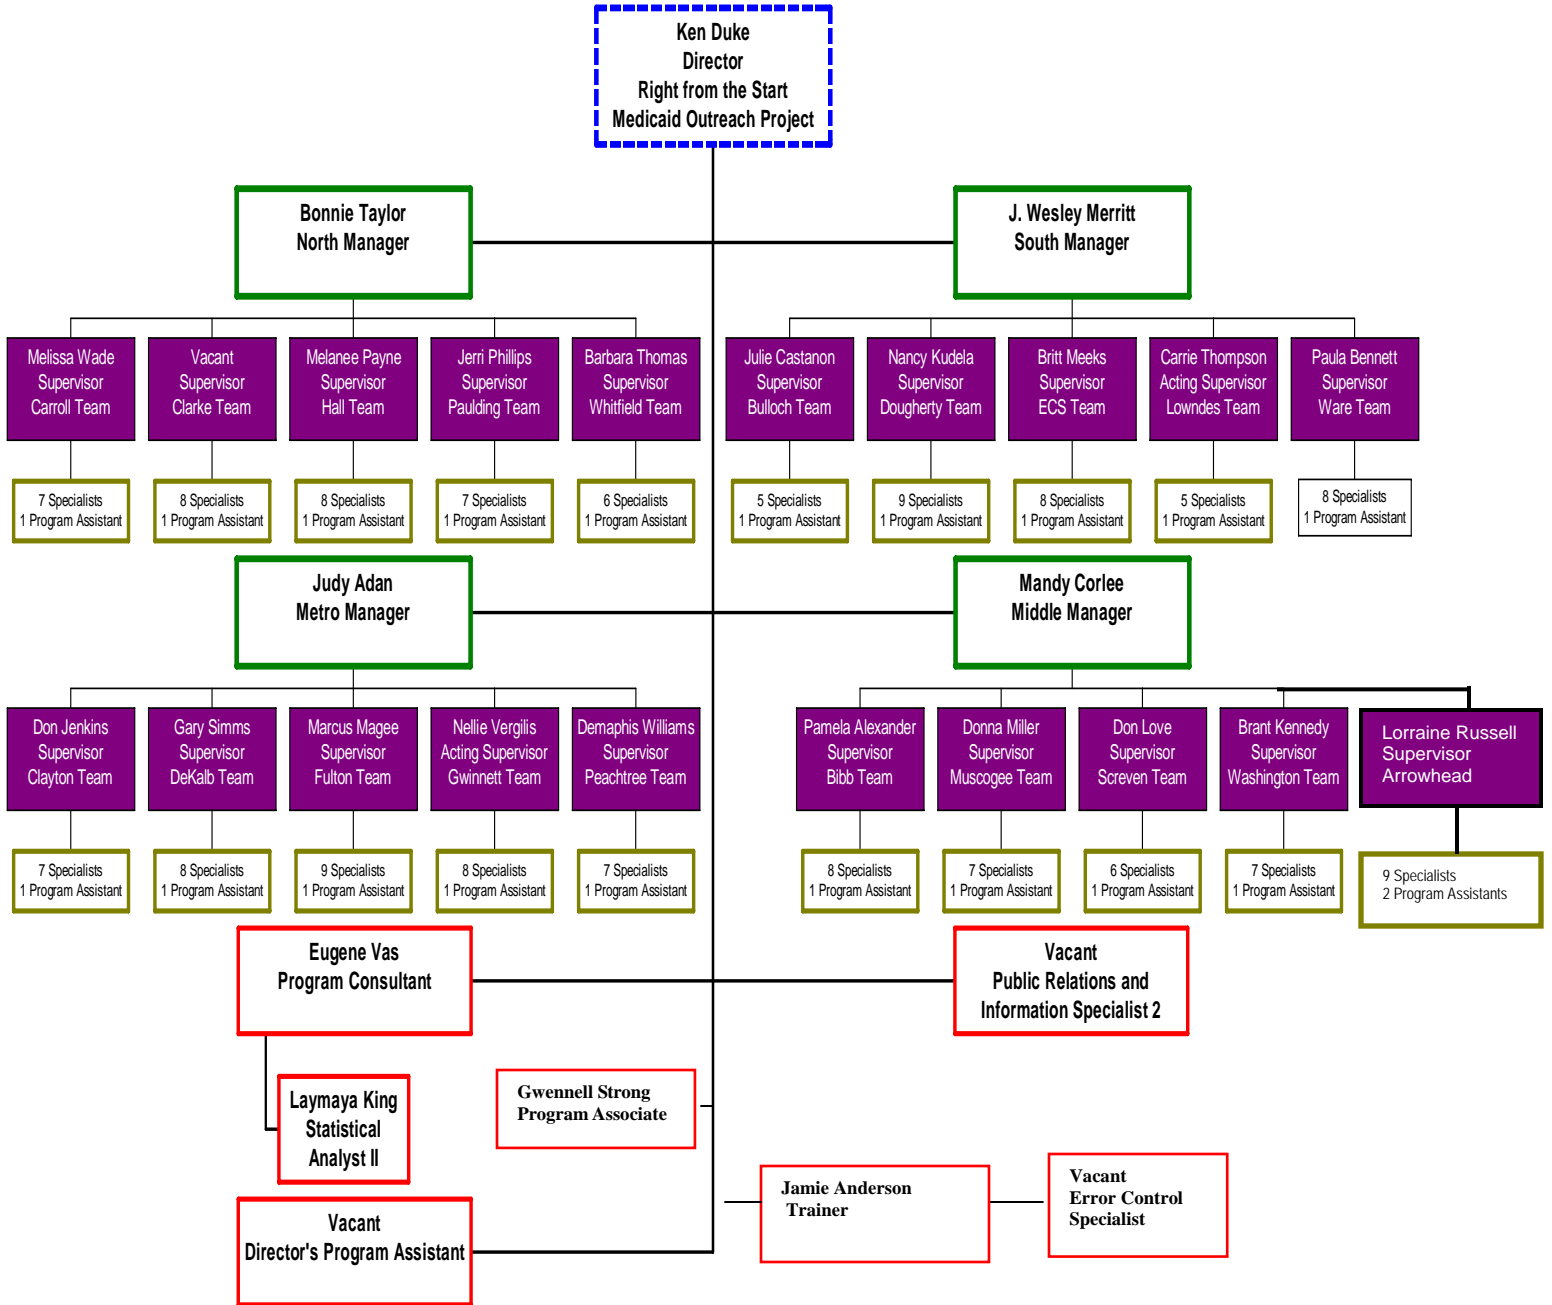 Ken Duke
Director
Right from the Start
Medicaid Outreach Project
Bonnie Taylor
North Manager
J. Wesley Merritt
South Manager
Melissa Wade
Supervisor
Carroll Team
Vacant
Supervisor
Clarke Team
Melanee Payne
Supervisor
Hall Team
Jerri Phillips
Supervisor
Paulding Team
Barbara Thomas
Supervisor
Whitfield Team
Julie Castanon
Supervisor
Bulloch Team
Nancy Kudela
Supervisor
Dougherty Team
Britt Meeks
Supervisor
ECS Team
Carrie Thompson
Acting Supervisor
Lowndes Team
Paula Bennett
Supervisor
Ware Team
7 Specialists
1 Program Assistant
8 Specialists
1 Program Assistant
8 Specialists
1 Program Assistant
7 Specialists
1 Program Assistant
6 Specialists
1 Program Assistant
5 Specialists
1 Program Assistant
9 Specialists
1 Program Assistant
8 Specialists
1 Program Assistant
5 Specialists
1 Program Assistant
8 Specialists
1 Program Assistant
Judy Adan
Metro Manager
Mandy Corlee
Middle Manager
Don Jenkins
Supervisor
Clayton Team
Gary Simms
Supervisor
DeKalb Team
Marcus Magee
Supervisor
Fulton Team
Nellie Vergilis
Acting Supervisor
Gwinnett Team
Demaphis Williams
Supervisor
Peachtree Team
Pamela Alexander
Supervisor
Bibb Team
Donna Miller
Supervisor
Muscogee Team
Don Love
Supervisor
Screven Team
Brant Kennedy
Supervisor
Washington Team
Lorraine Russell
Supervisor
Arrowhead
7 Specialists
1 Program Assistant
8 Specialists
1 Program Assistant
9 Specialists
1 Program Assistant
8 Specialists
1 Program Assistant
7 Specialists
1 Program Assistant
8 Specialists
1 Program Assistant
7 Specialists
1 Program Assistant
6 Specialists
1 Program Assistant
7 Specialists
1 Program Assistant
9 Specialists
2 Program Assistants
Eugene Vas
Program Consultant
Vacant
Public Relations and
Information Specialist 2
Laymaya King
Statistical
Analyst II
Gwennell Strong
Program Associate
Jamie Anderson
Trainer
Vacant
Error Control
Specialist
Vacant
Director's Program Assistant